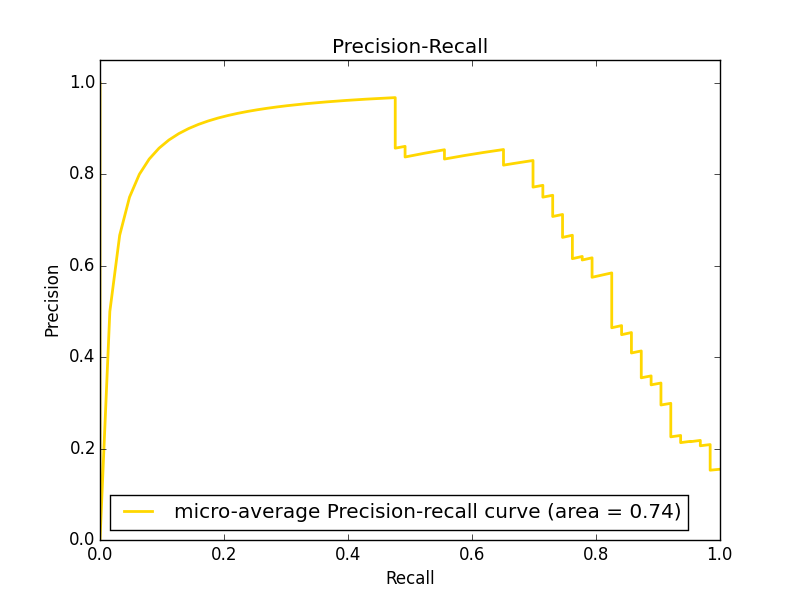 Precision-Recall
1.0
0.8
0.6
0.4
0.2
0.0
Precision
micro-average Precision-recall curve (area = 0.74)
0.0 0.2 0.4 0.6 0.8 1.0
Recall